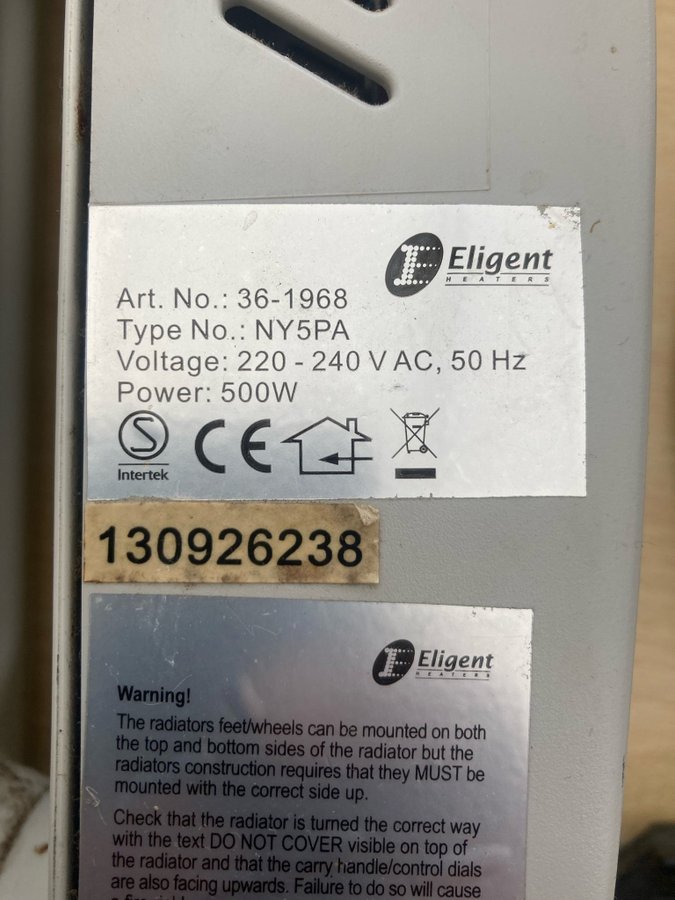 Eligent
HEATERS
Art. No.: 36-1968
Type No.: NY5PA
Voltage: 220 - 240 V AC, 50 Hz
Power: 500W
S
Intertek
CE
130926238
Eligent
HEATERS
Warning!
The radiators feet/wheels can be mounted on both
the top and bottom sides of the radiator but the
radiators construction requires that they MUST be
mounted with the correct side up.
Check that the radiator is turned the correct way
with the text DO NOT COVER visible on top of
the radiator and that the carry handle/control dials
are also facing upwards. Failure to do so will cause